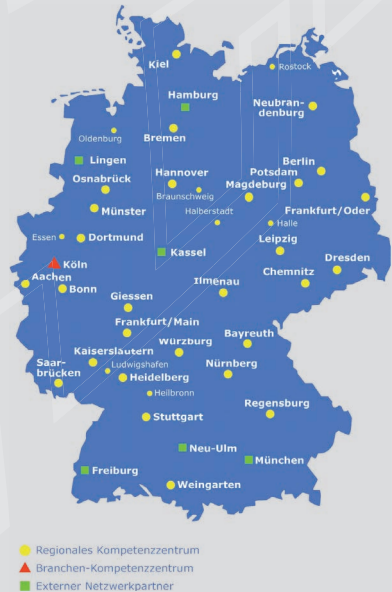 Kiel
Rostock
Hamburg
Neubran-
denburg
Oldenburg
Bremen
Lingen
Hannover
Berlin
Potsdam
Osnabrück
Braunschweig
Magdeburg
Münster
Halberstadt
Frankfurt/Oder
Essen
Dortmund
Halle
Leipzig
Kassel
Köln
Dresden
Aachen
Chemnitz
Bonn
Ilmenau
Giessen
Frankfurt/Main
Bayreuth
Würzburg
Kaiserslautern
Saar-
brücken
Ludwigshafen
Heidelberg
Nürnberg
Heilbronn
Regensburg
Stuttgart
Neu-Ulm
München
Freiburg
Weingarten
Regionales Kompetenzzentrum
Branchen-Kompetenzzentrum
Externer Netzwerkpartner